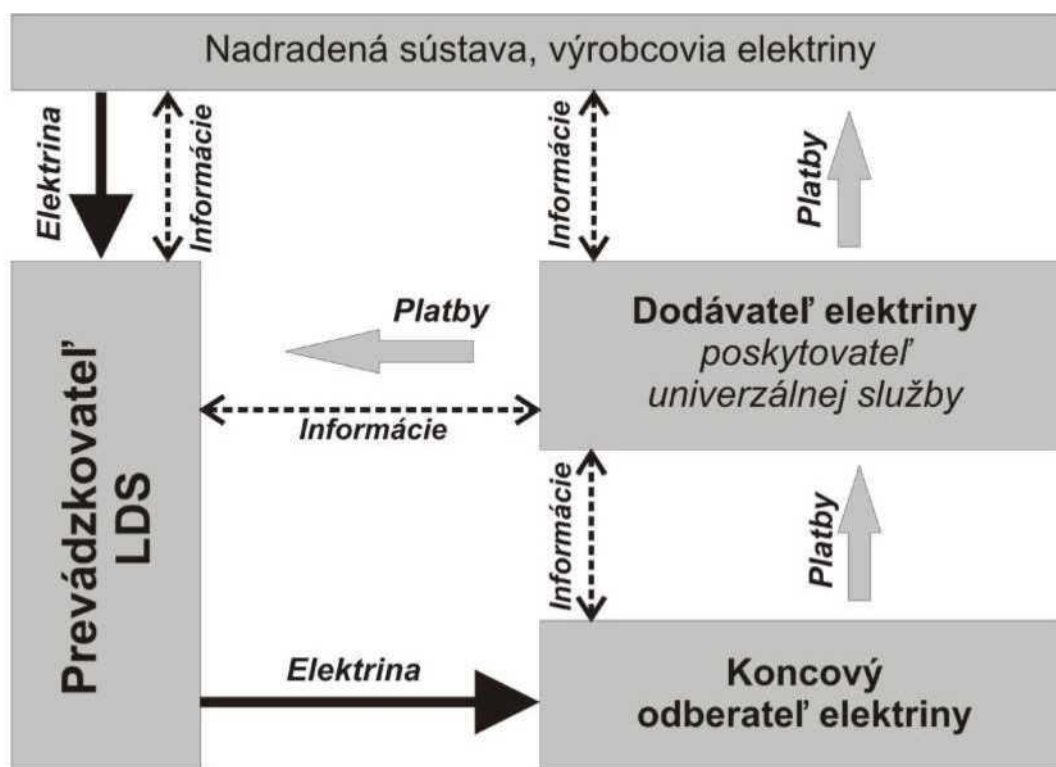 Nadradená sústava, výrobcovia elektriny
Elektrina
Informácie
Informácie
Platby
Prevádzkovateľ
LDS
Platby
Informácie
Dodávateľ elektriny
poskytovateľ
univerzálnej služby
Informácie
Platby
Elektrina
Koncový
odberateľ elektriny